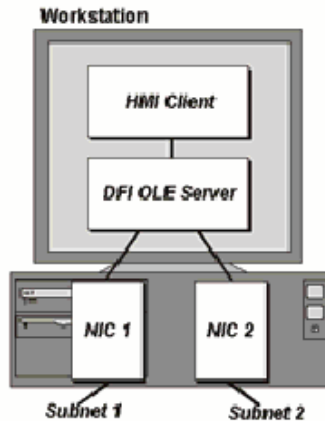 Workstation
HMI Client
DFI OLE Server
NIC 1
NIC 2
Subnet 1
Subnet 2